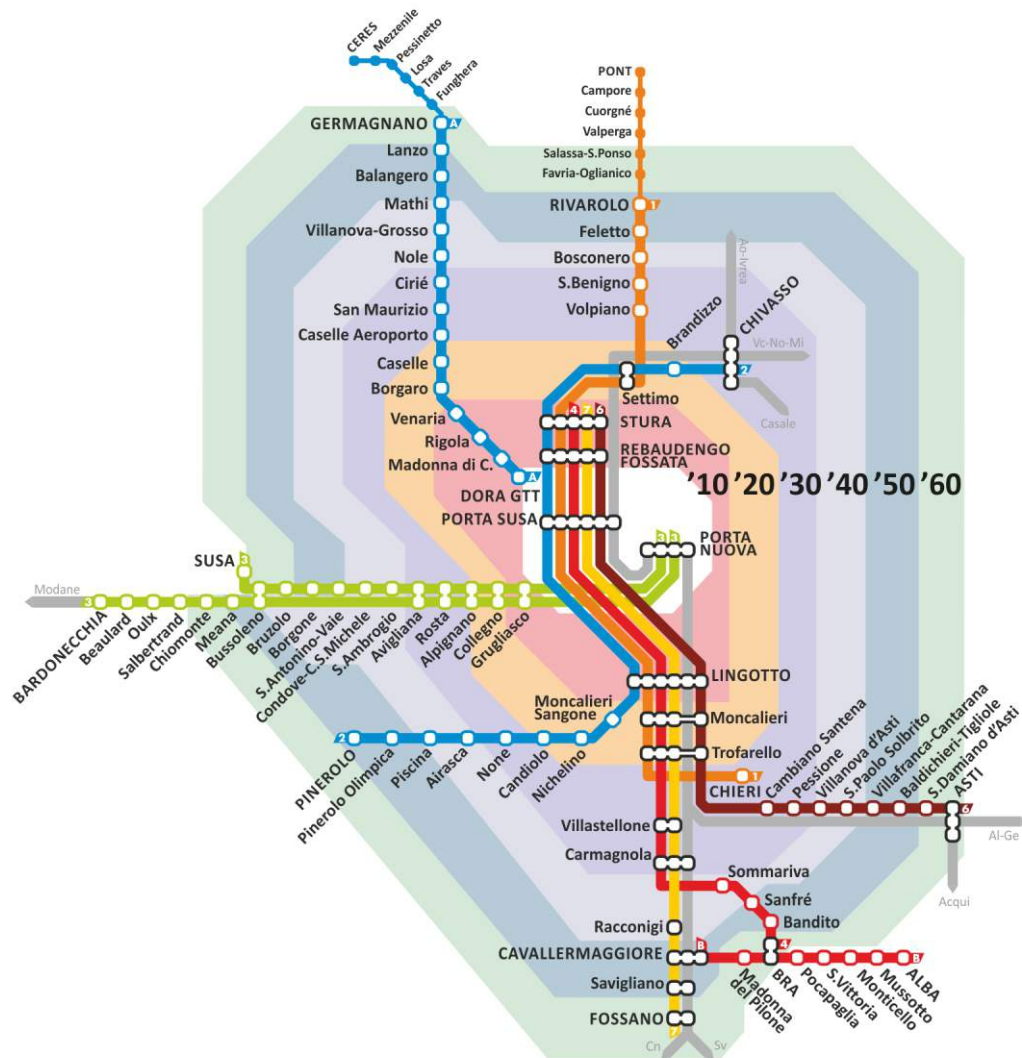 CERES
Mezzenile
Pessinetto
Losa
Traves
Funghera
GERMAGNANO
A
Lanzo
Balangero
Mathi
Villanova-Grosso
Nole
Cirié
San Maurizio
Caselle Aeroporto
Caselle
Borgaro
Venaria
Rigola
Madonna di C.
A
DORA GTT
PONT
Campore
Cuorgné
Valperga
Salassa-S.Ponso
Favria-Oglianico
RIVAROLO
1
Feletto
Bosconero
S.Benigno
Volpiano
Ao-Ivrea
Brandizzo
CHIVASSO
Vc-No-Mi
2
Casale
Settimo
4
7
6
STURA
REBAUDENGO
FOSSATA
'10 '20 '30 '40 '50 '60
PORTA SUSA
3
3
PORTA
NUOVA
SUSA
3
Modane
3
BARDONECCHIA
Beaulard
Oulx
Salbertrand
Chiomonte
Meana
Bussoleno
Bruzolo
Borgone
S.Antonino-Vaie
Condove-C.S.Michele
S.Ambrogio
Avigliana
Rosta
Alpignano
Collegno
Grugliasco
LINGOTTO
Moncalieri
Sangone
Moncalieri
Trofarello
2
PINEROLO
Pinerolo Olimpica
Piscina
Airasca
None
Candiolo
Nichelino
CHIERI
1
Cambiano Santena
Pessione
Villanova d'Asti
S.Paolo Solbrito
Villafranca-Cantarana
Baldichieri-Tigliole
S.Damiano d'Asti
ASTI
6
Al-Ge
Acqui
Villastellone
Carmagnola
Sommariva
Sanfré
Bandito
4
Racconigi
CAVALLERMAGGIORE
B
Madonna
del Pilone
BRA
Pocapaglia
S.Vittoria
Monticello
Mussotto
ALBA
B
Savigliano
FOSSANO
7
Cn
Sv